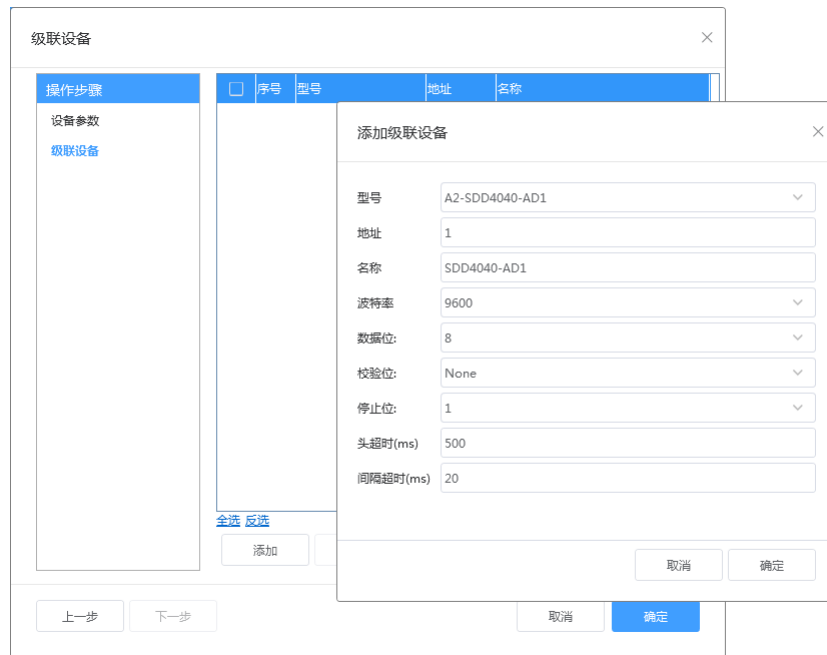 级联设备
操作步骤
设备参数
级联设备
序号 型号 地址 名称
全选 反选
添加
上一步 下一步 取消 确定
添加级联设备
型号 A2-SDD4040-AD1
地址 1
名称 SDD4040-AD1
波特率 9600
数据位: 8
校验位: None
停止位: 1
头超时(ms) 500
间隔超时(ms) 20
取消 确定